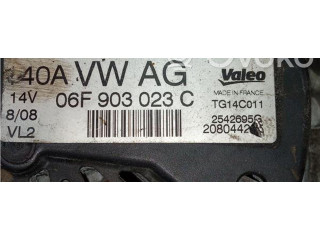 40A VW AG
Valeo
14V 06F 903 023 C
MADE IN FRANCE
TG14C011
8/08
VL2
2542695G